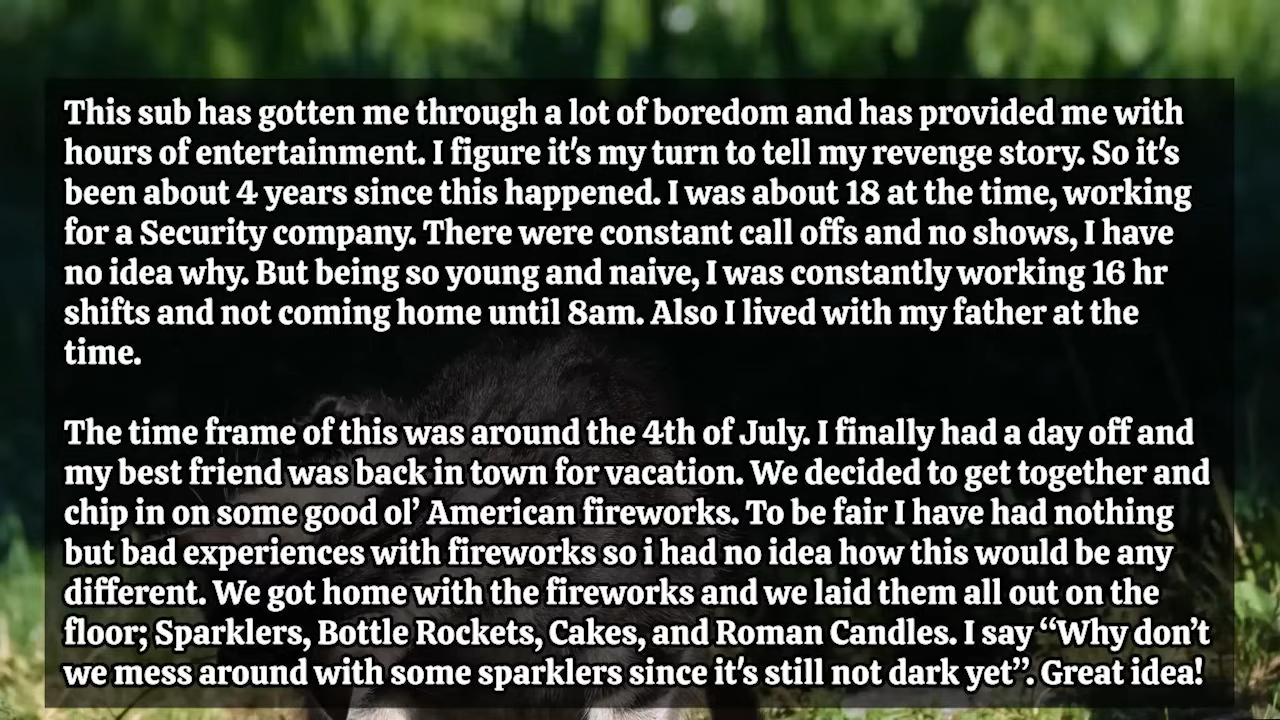 This sub has gotten me through a lot of boredom and has provided me with
hours of entertainment. I figure it's my turn to tell my revenge story. So it's
been about 4 years since this happened. I was about 18 at the time, working
for a Security company. There were constant call offs and no shows, I have
no idea why. But being so young and naive, I was constantly working 16 hr
shifts and not coming home until 8am. Also I lived with my father at the
time.
The time frame of this was around the 4th of July. I finally had a day off and
my best friend was back in town for vacation. We decided to get together and
chip in on some good ol’ American fireworks. To be fair I have had nothing
but bad experiences with fireworks so i had no idea how this would be any
different. We got home with the fireworks and we laid them all out on the
floor; Sparklers, Bottle Rockets, Cakes, and Roman Candles. I say “Why don’t
we mess around with some sparklers since it's still not dark yet”. Great idea!